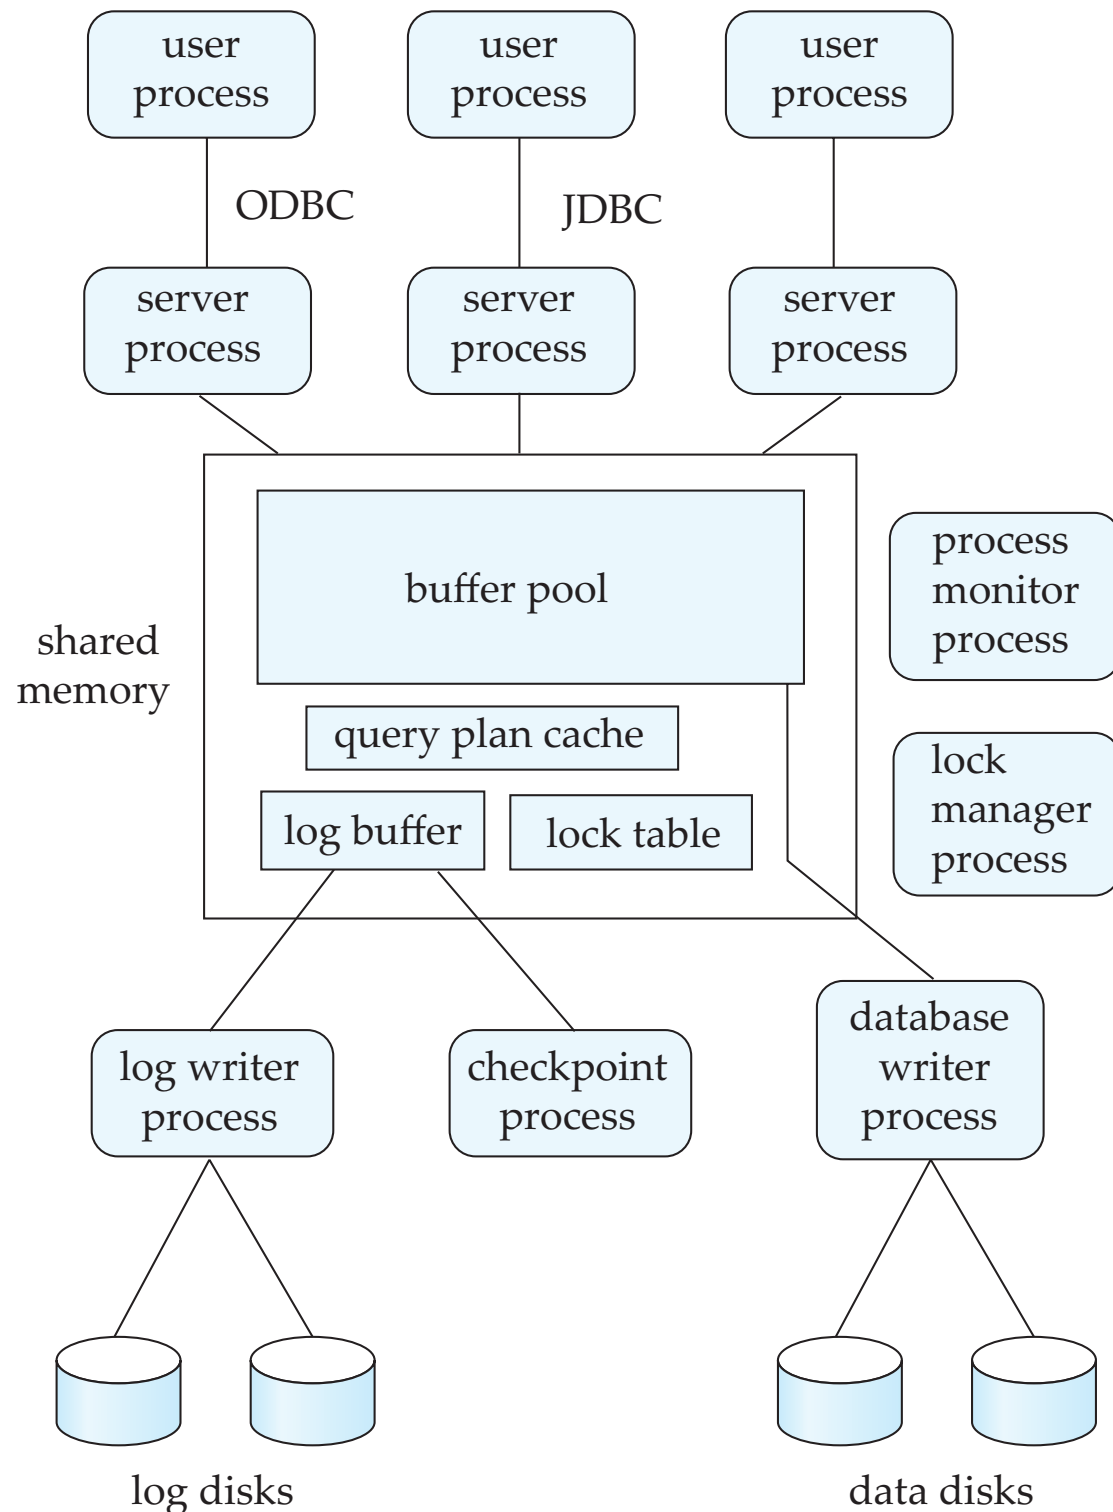 user
process
user
process
user
process
ODBC
JDBC
server
process
server
process
server
process
shared
memory
buffer pool
query plan cache
log buffer
lock table
process
monitor
process
lock
manager
process
log writer
process
checkpoint
process
database
writer
process
log disks
data disks